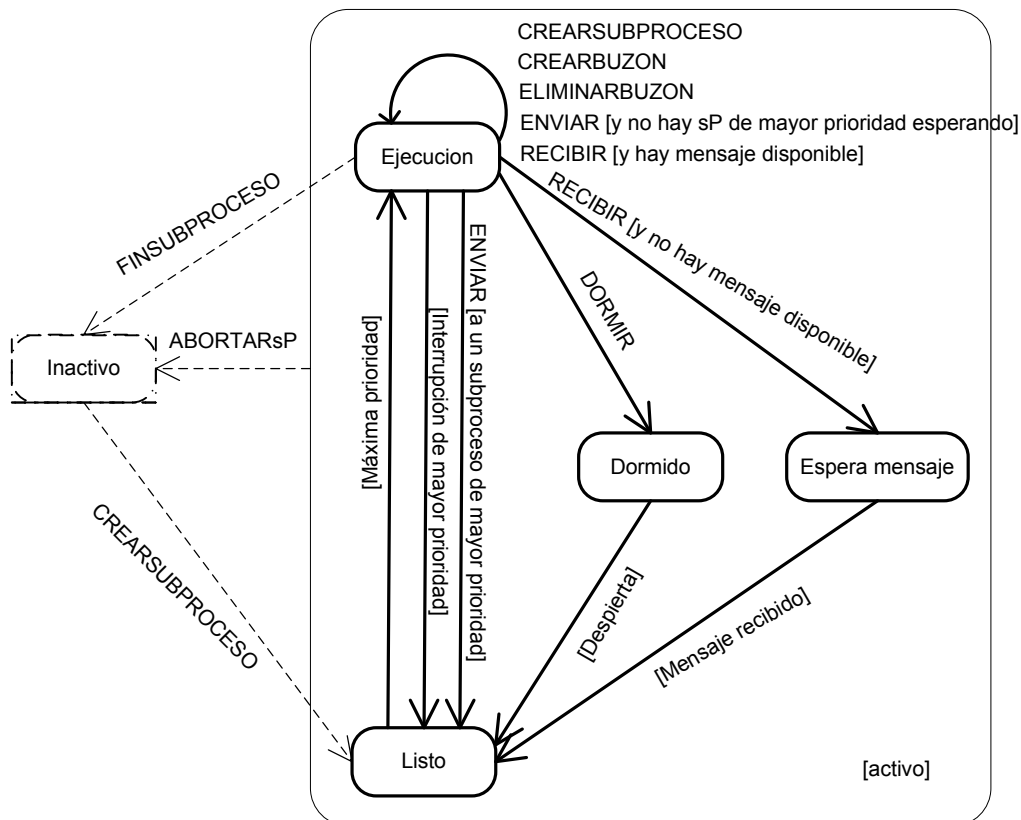 CREARSUBPROCESO
CREARBUZON
ELIMINARBUZON
ENVIAR [y no hay sP de mayor prioridad esperando]
RECIBIR [y hay mensaje disponible]
Ejecucion
FINSUBPROCESO
RECIBIR [y no hay mensaje disponible]
DORMIR
ENVIAR [a un subproceso de mayor prioridad]
[Interrupción de mayor prioridad]
[Máxima prioridad]
ABORTARsP
Inactivo
Dormido
Espera mensaje
CREARSUBPROCESO
[Despierta]
[Mensaje recibido]
Listo
[activo]